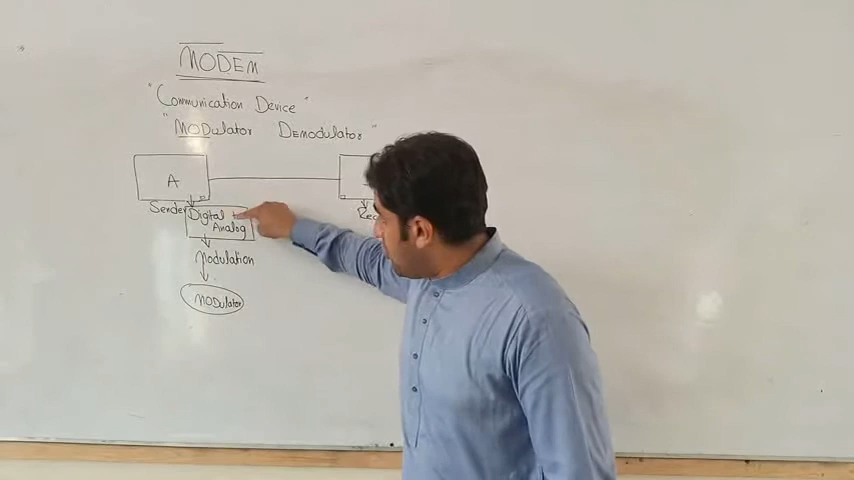 MODEM
"Communication Device"
"MODulator DEModulator"
A
Sender
Digital
Analog
Modulation
MODulator